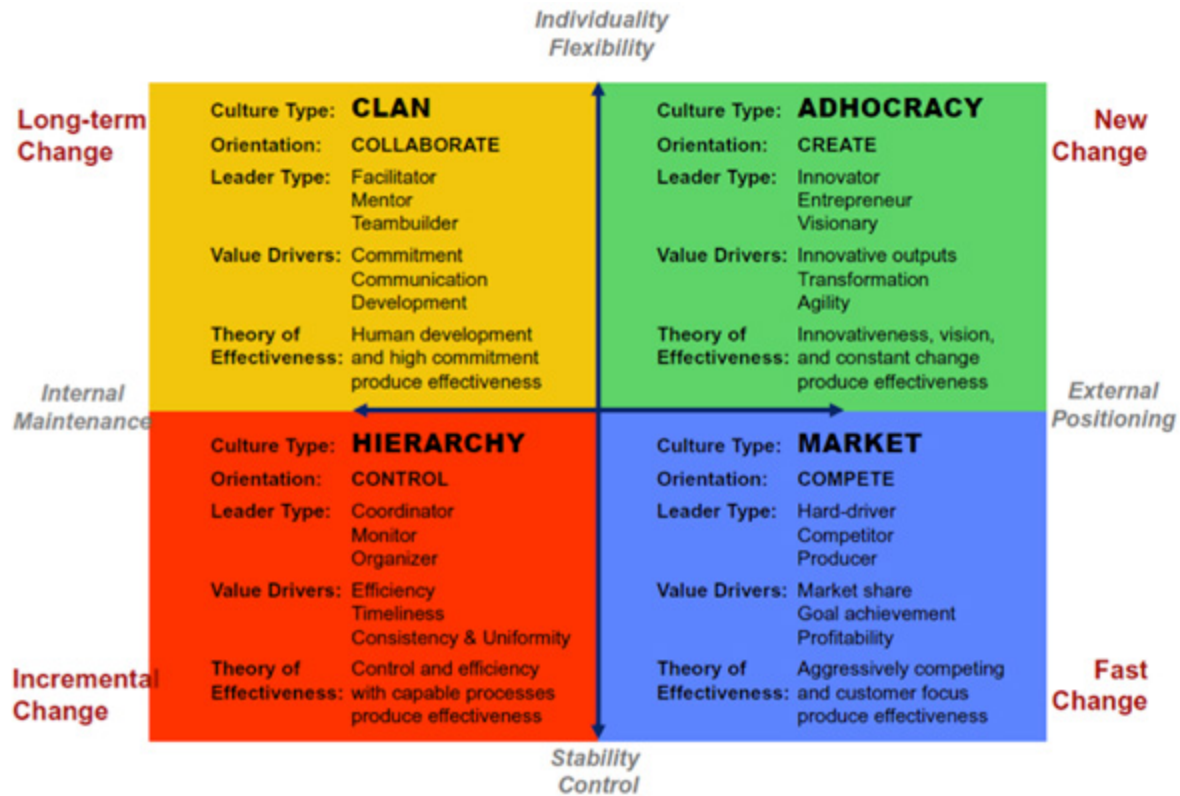 Individuality
Flexibility
Long-term
Change
Culture Type: CLAN
Orientation: COLLABORATE
Leader Type: Facilitator
Mentor
Teambuilder
Value Drivers: Commitment
Communication
Development
Theory of Human development
Effectiveness: and high commitment
produce effectiveness
Culture Type: ADHOCRACY
Orientation: CREATE
Leader Type: Innovator
Entrepreneur
Visionary
Value Drivers: Innovative outputs
Transformation
Agility
Theory of Innovativeness, vision,
Effectiveness: and constant change
produce effectiveness
New
Change
Internal
Maintenance
External
Positioning
Culture Type: HIERARCHY
Orientation: CONTROL
Leader Type: Coordinator
Monitor
Organizer
Value Drivers: Efficiency
Timeliness
Consistency & Uniformity
Theory of Control and efficiency
Effectiveness: with capable processes
produce effectiveness
Incremental
Change
Culture Type: MARKET
Orientation: COMPETE
Leader Type: Hard-driver
Competitor
Producer
Value Drivers: Market share
Goal achievement
Profitability
Theory of Aggressively competing
Effectiveness: and customer focus
produce effectiveness
Fast
Change
Stability
Control